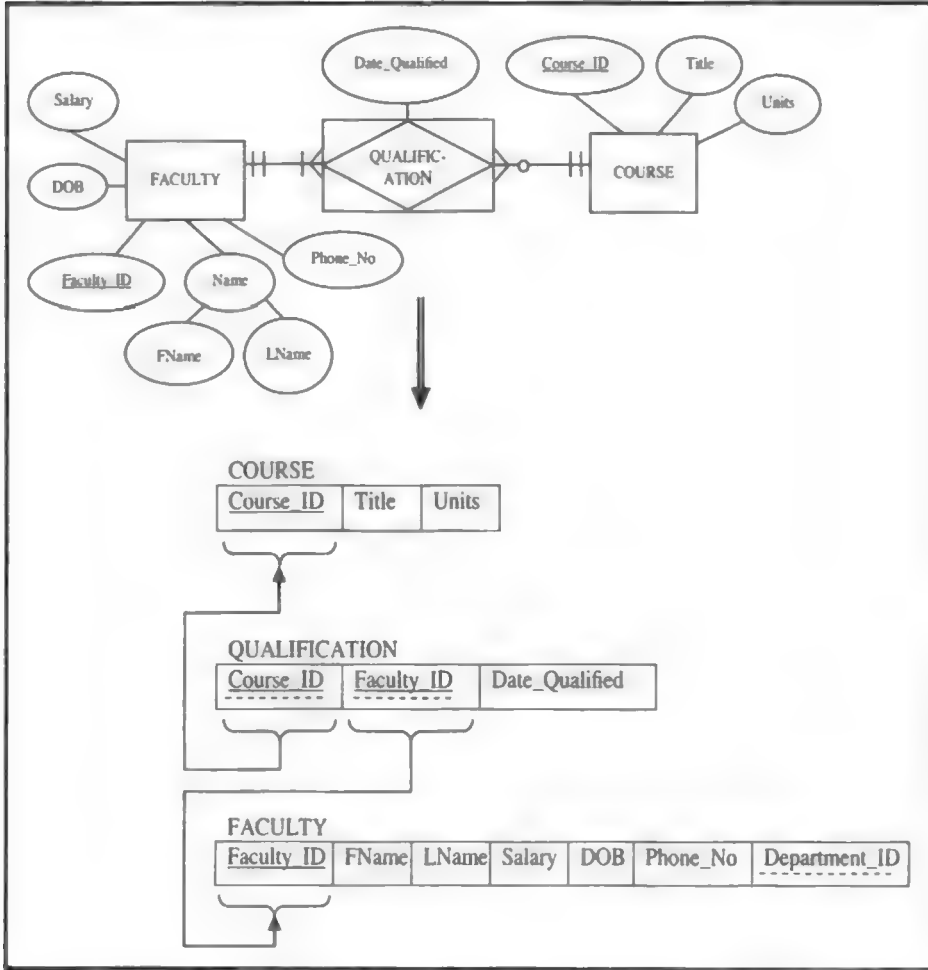 Date_Qualified
Course_ID
Title
Salary
Units
FACULTY
QUALIFIC-
ATION
COURSE
DOB
Phone_No
Faculty_ID
Name
FName
LName
COURSE
Course_ID Title Units
QUALIFICATION
Course_ID Faculty_ID Date_Qualified
FACULTY
Faculty_ID FName LName Salary DOB Phone_No Department_ID